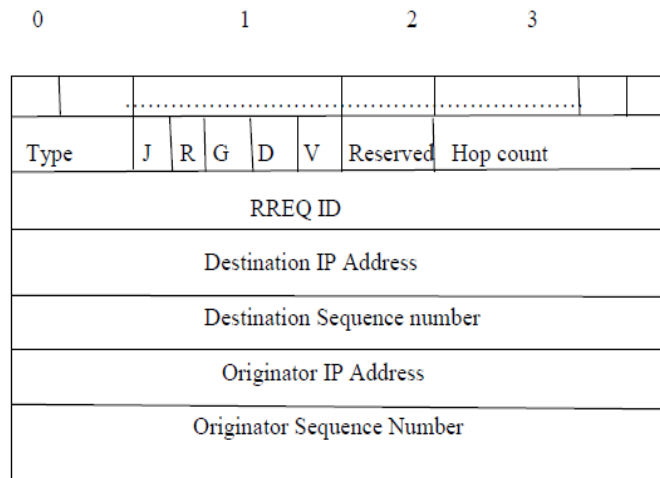 0 1 2 3
................................................................
Type J R G D V Reserved Hop count
RREQ ID
Destination IP Address
Destination Sequence number
Originator IP Address
Originator Sequence Number